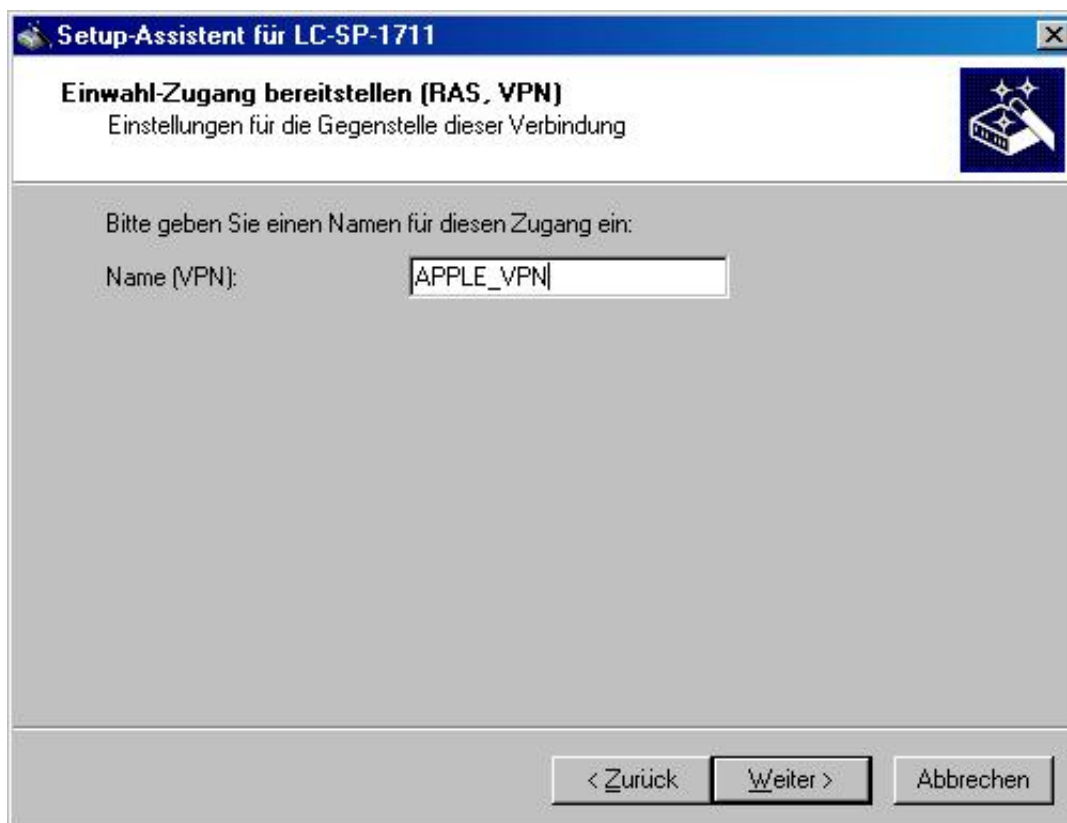 Setup-Assistent für LC-SP-1711
Einwahl-Zugang bereitstellen (RAS, VPN)
Einstellungen für die Gegenstelle dieser Verbindung
Bitte geben Sie einen Namen für diesen Zugang ein:
Name (VPN): APPLE_VPN
< Zurück Weiter > Abbrechen